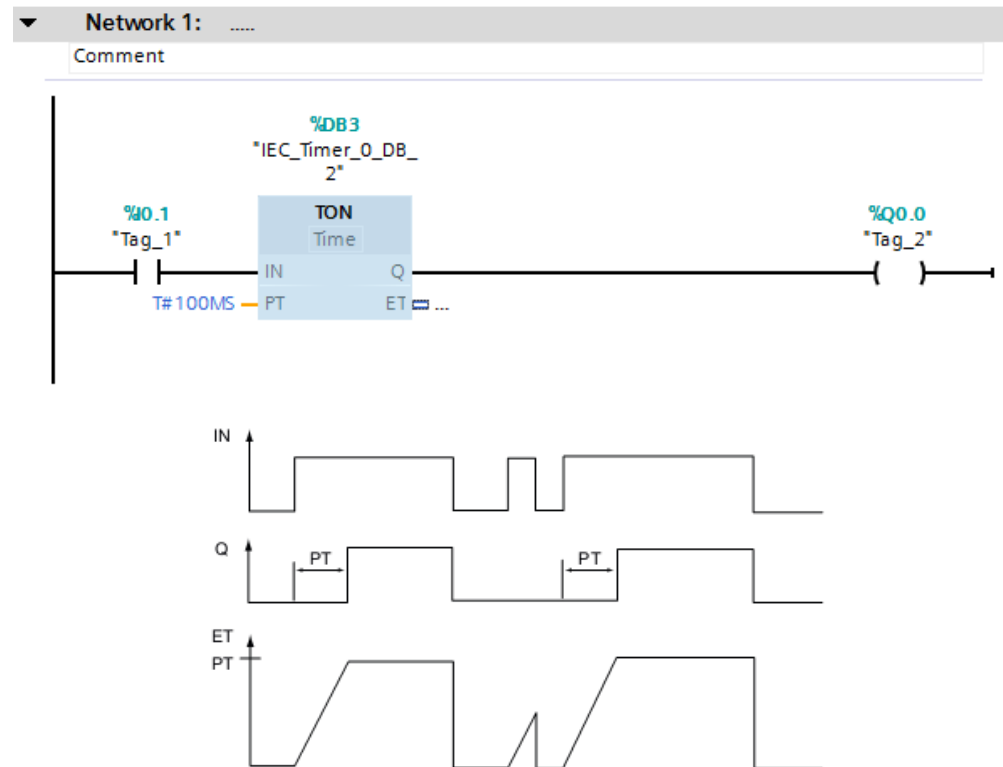 Network 1: .....
Comment
%DB3
"IEC_Timer_0_DB_
2"
%I0.1
"Tag_1"
TON
Time
%Q0.0
"Tag_2"
IN Q
T#100MS PT ET ...
IN
Q
PT PT
ET
PT